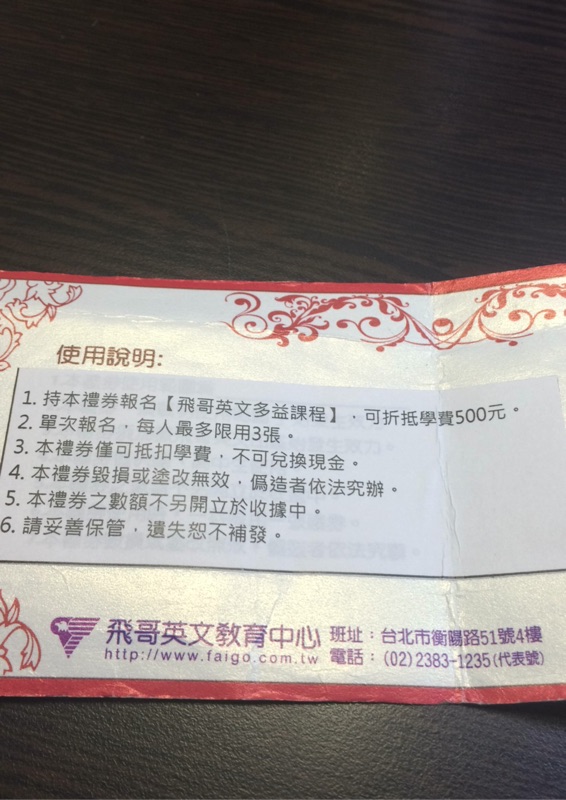 使用說明:
1. 持本禮券報名【飛哥英文多益課程】，可折抵學費500元。
2. 單次報名，每人最多限用3張。
3. 本禮券僅可抵扣學費，不可兌換現金。
4. 本禮券毀損或塗改無效，偽造者依法究辦。
5. 本禮券之數額不另開立於收據中。
6. 請妥善保管，遺失恕不補發。
飛哥英文教育中心 班址：台北市衡陽路51號4樓
http://www.faigo.com.tw 電話：(02)2383-1235(代表號)